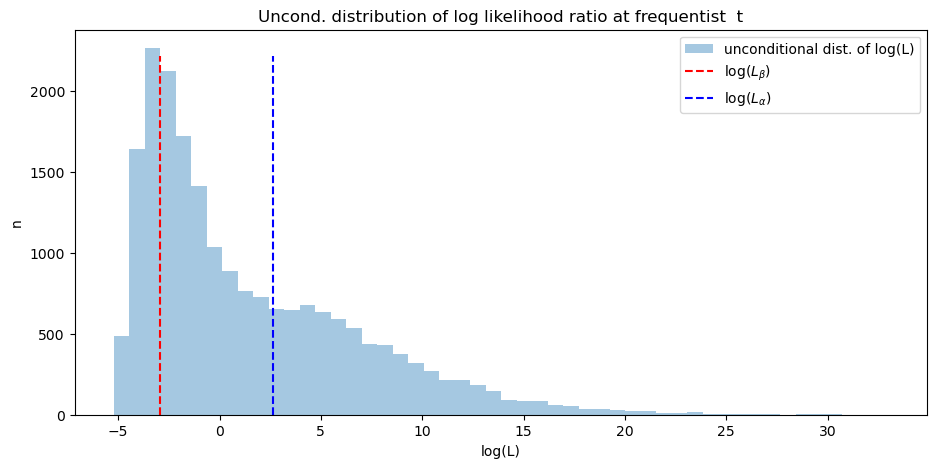 Uncond. distribution of log likelihood ratio at frequentist  t
unconditional dist. of log(L)
log(L_β)
log(L_α)
2000
1500
1000
500
0
n
−5
0
5
10
15
20
25
30
log(L)